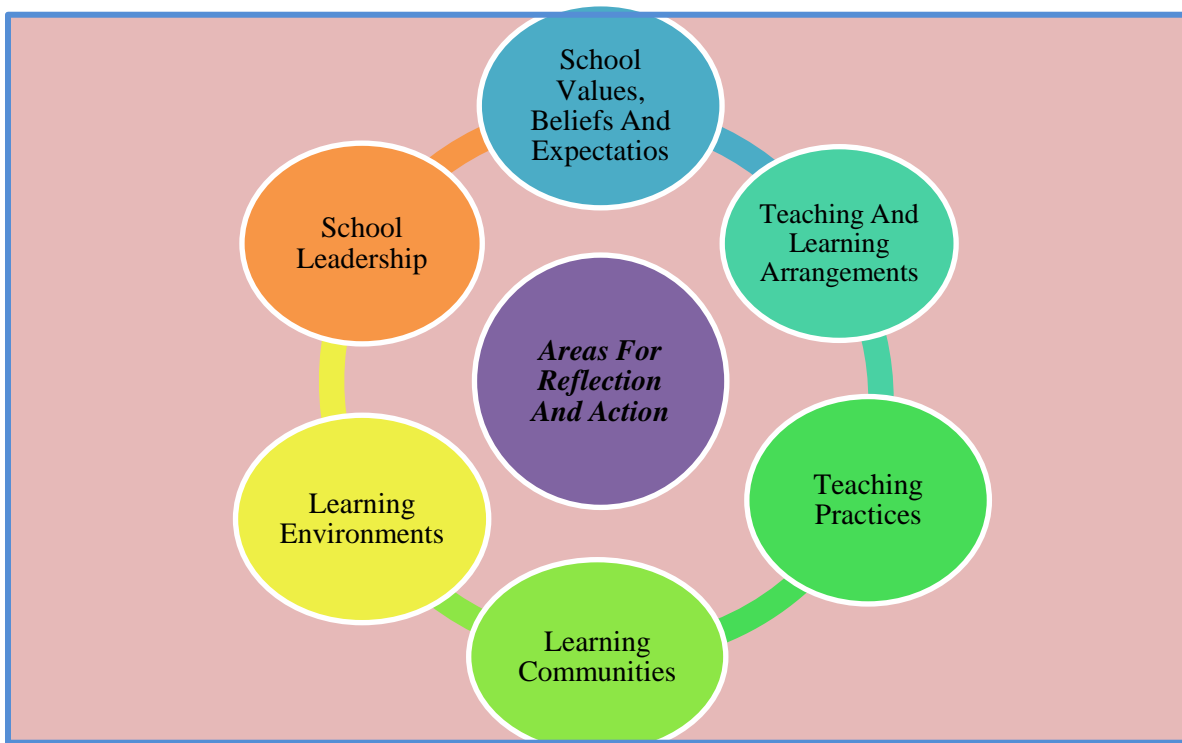 School
Values,
Beliefs And
Expectatios
Teaching And
Learning
Arrangements
Teaching
Practices
Learning
Communities
Learning
Environments
School
Leadership
Areas For
Reflection
And Action